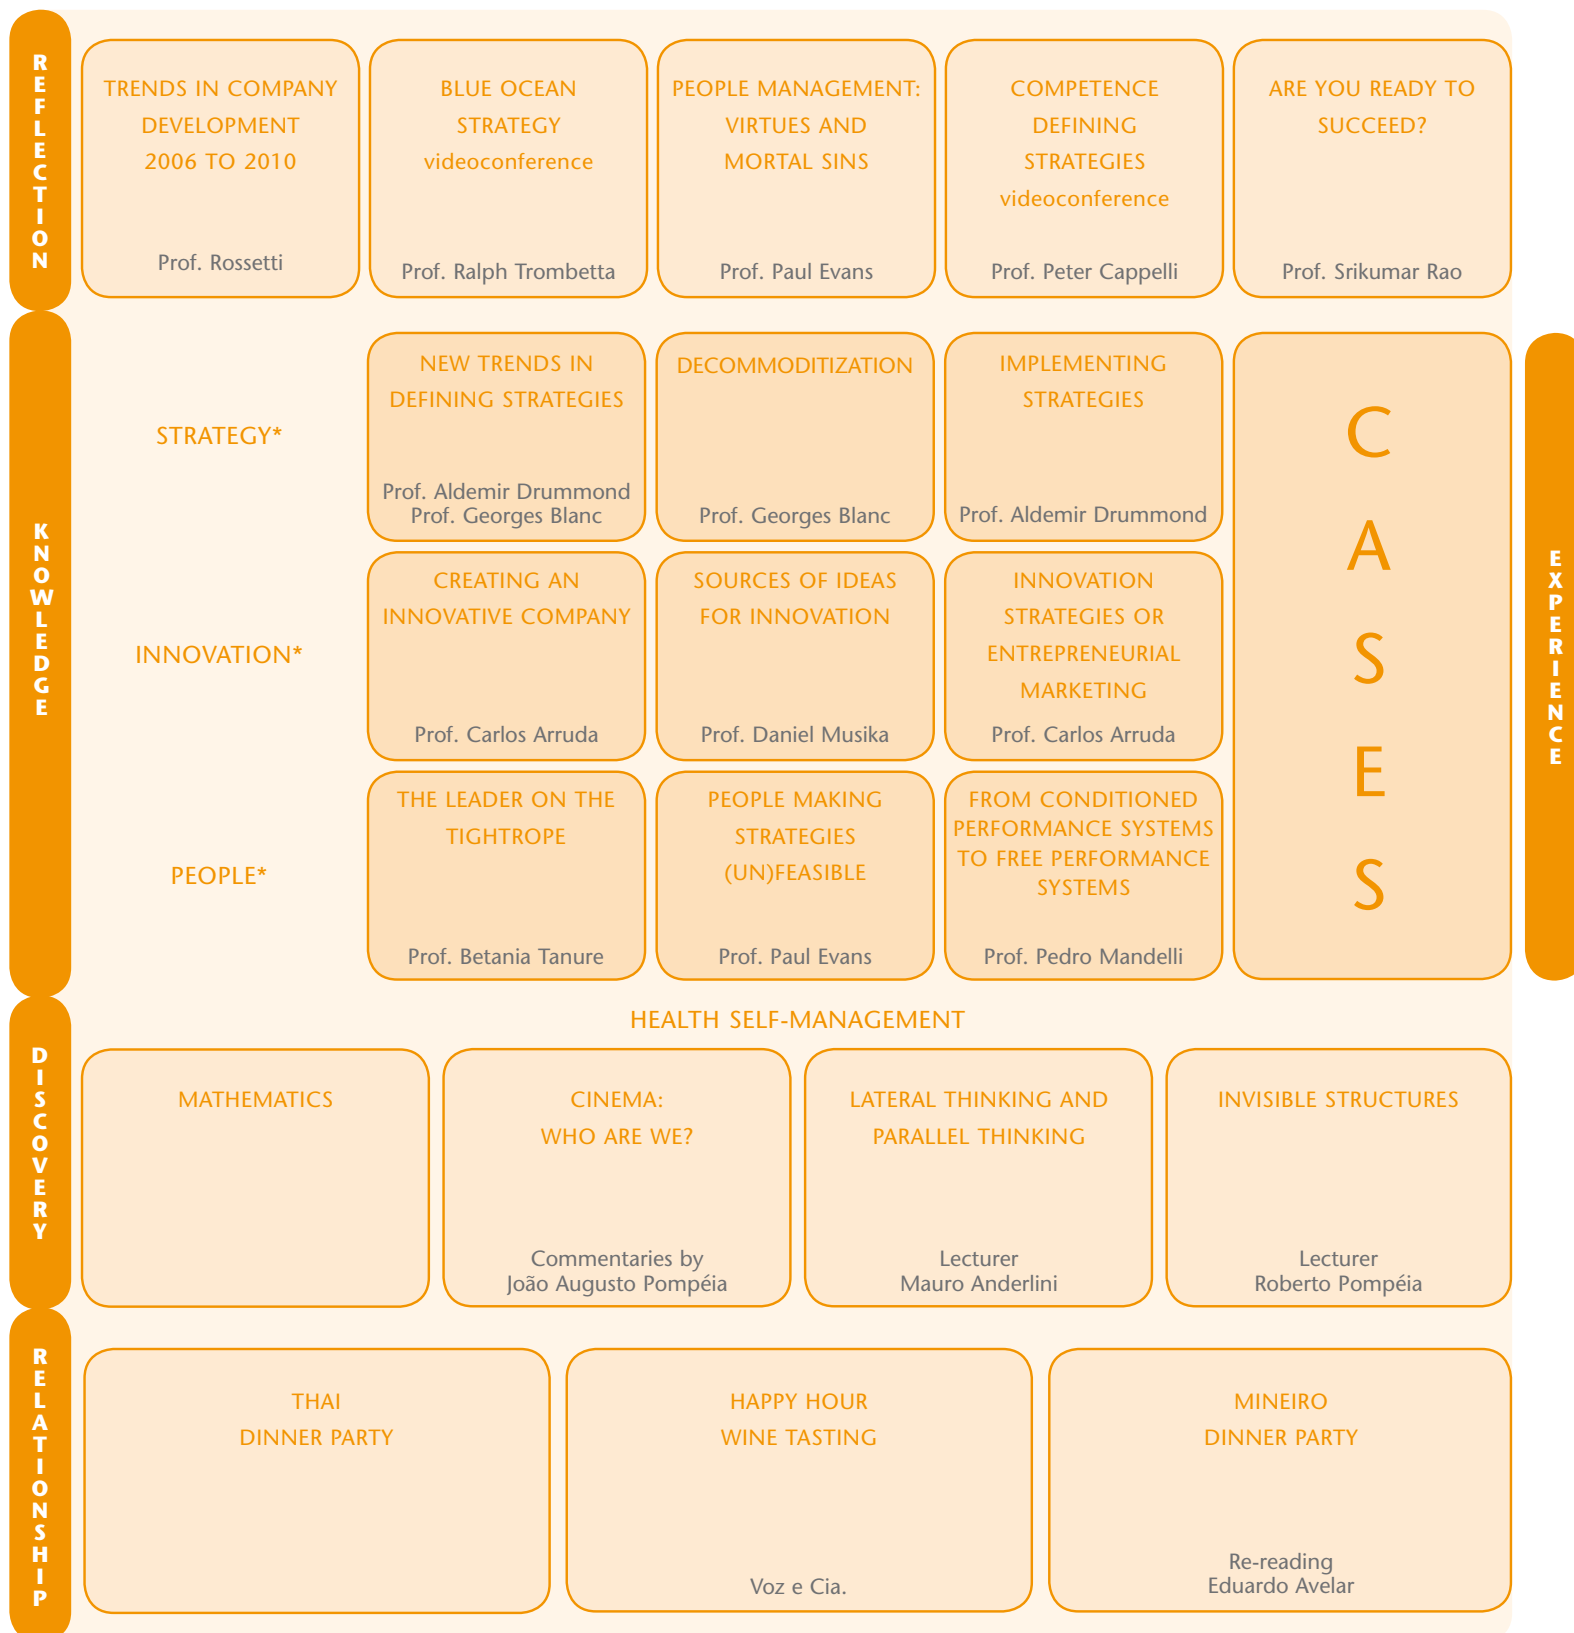 REFLECTION
TRENDS IN COMPANY
DEVELOPMENT
2006 TO 2010
Prof. Rossetti
BLUE OCEAN
STRATEGY
videoconference
Prof. Ralph Trombetta
PEOPLE MANAGEMENT:
VIRTUES AND
MORTAL SINS
Prof. Paul Evans
COMPETENCE
DEFINING
STRATEGIES
videoconference
Prof. Peter Cappelli
ARE YOU READY TO
SUCCEED?
Prof. Srikumar Rao
KNOWLEDGE
STRATEGY*
NEW TRENDS IN
DEFINING STRATEGIES
Prof. Aldemir Drummond
Prof. Georges Blanc
DECOMMODITIZATION
Prof. Georges Blanc
IMPLEMENTING
STRATEGIES
Prof. Aldemir Drummond
INNOVATION*
CREATING AN
INNOVATIVE COMPANY
Prof. Carlos Arruda
SOURCES OF IDEAS
FOR INNOVATION
Prof. Daniel Musika
INNOVATION
STRATEGIES OR
ENTREPRENEURIAL
MARKETING
Prof. Carlos Arruda
PEOPLE*
THE LEADER ON THE
TIGHTROPE
Prof. Betania Tanure
PEOPLE MAKING
STRATEGIES
(UN)FEASIBLE
Prof. Paul Evans
FROM CONDITIONED
PERFORMANCE SYSTEMS
TO FREE PERFORMANCE
SYSTEMS
Prof. Pedro Mandelli
CASES
EXPERIENCE
DISCOVERY
HEALTH SELF-MANAGEMENT
MATHEMATICS
CINEMA:
WHO ARE WE?
Commentaries by
João Augusto Pompéia
LATERAL THINKING AND
PARALLEL THINKING
Lecturer
Mauro Anderlini
INVISIBLE STRUCTURES
Lecturer
Roberto Pompéia
RELATIONSHIP
THAI
DINNER PARTY
HAPPY HOUR
WINE TASTING
Voz e Cia.
MINEIRO
DINNER PARTY
Re-reading
Eduardo Avelar